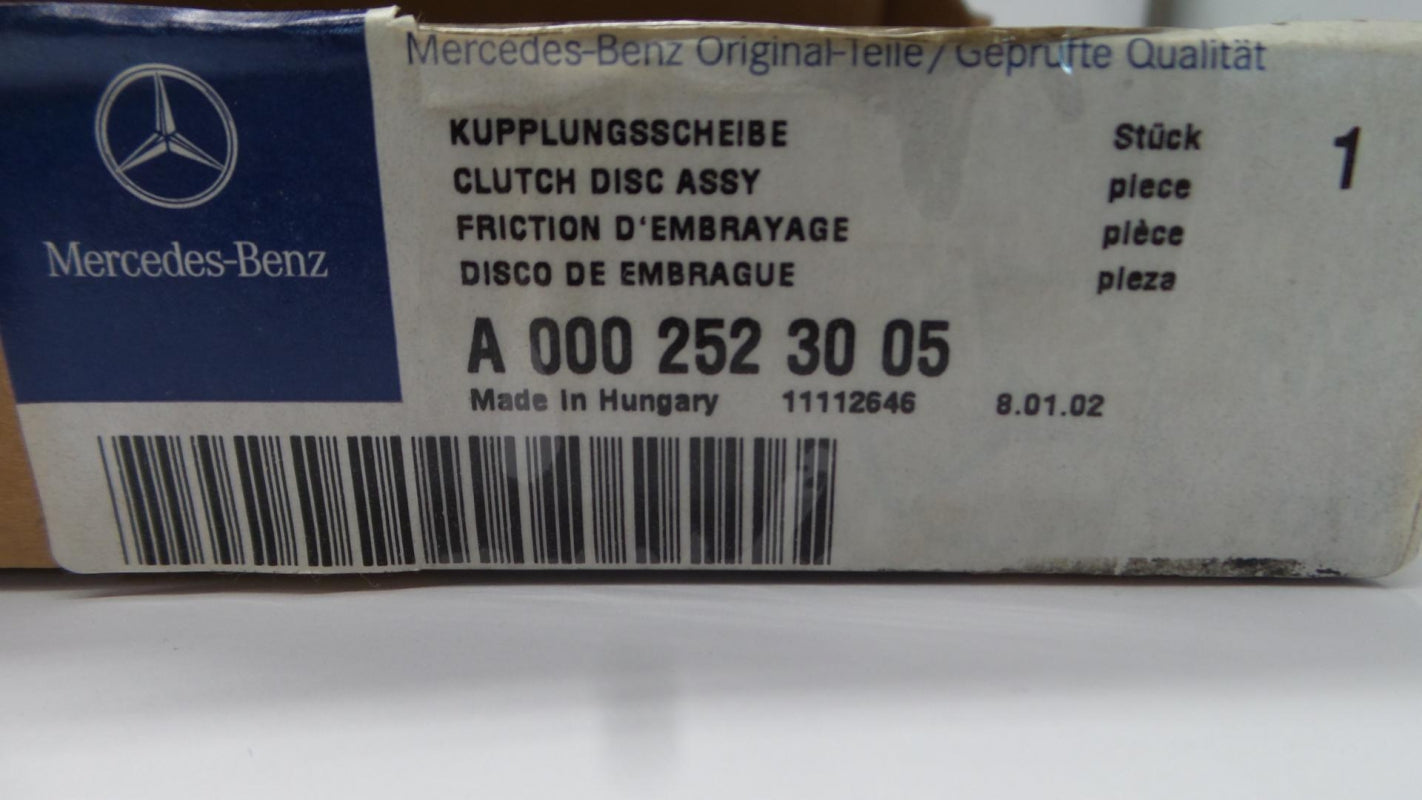 Mercedes-Benz Original-Teile / Geprüfte Qualität
Mercedes-Benz
KUPPLUNGSSCHEIBE Stück 1
CLUTCH DISC ASSY piece
FRICTION D'EMBRAYAGE pièce
DISCO DE EMBRAGUE pieza
A 000 252 30 05
Made in Hungary 11112646 8.01.02